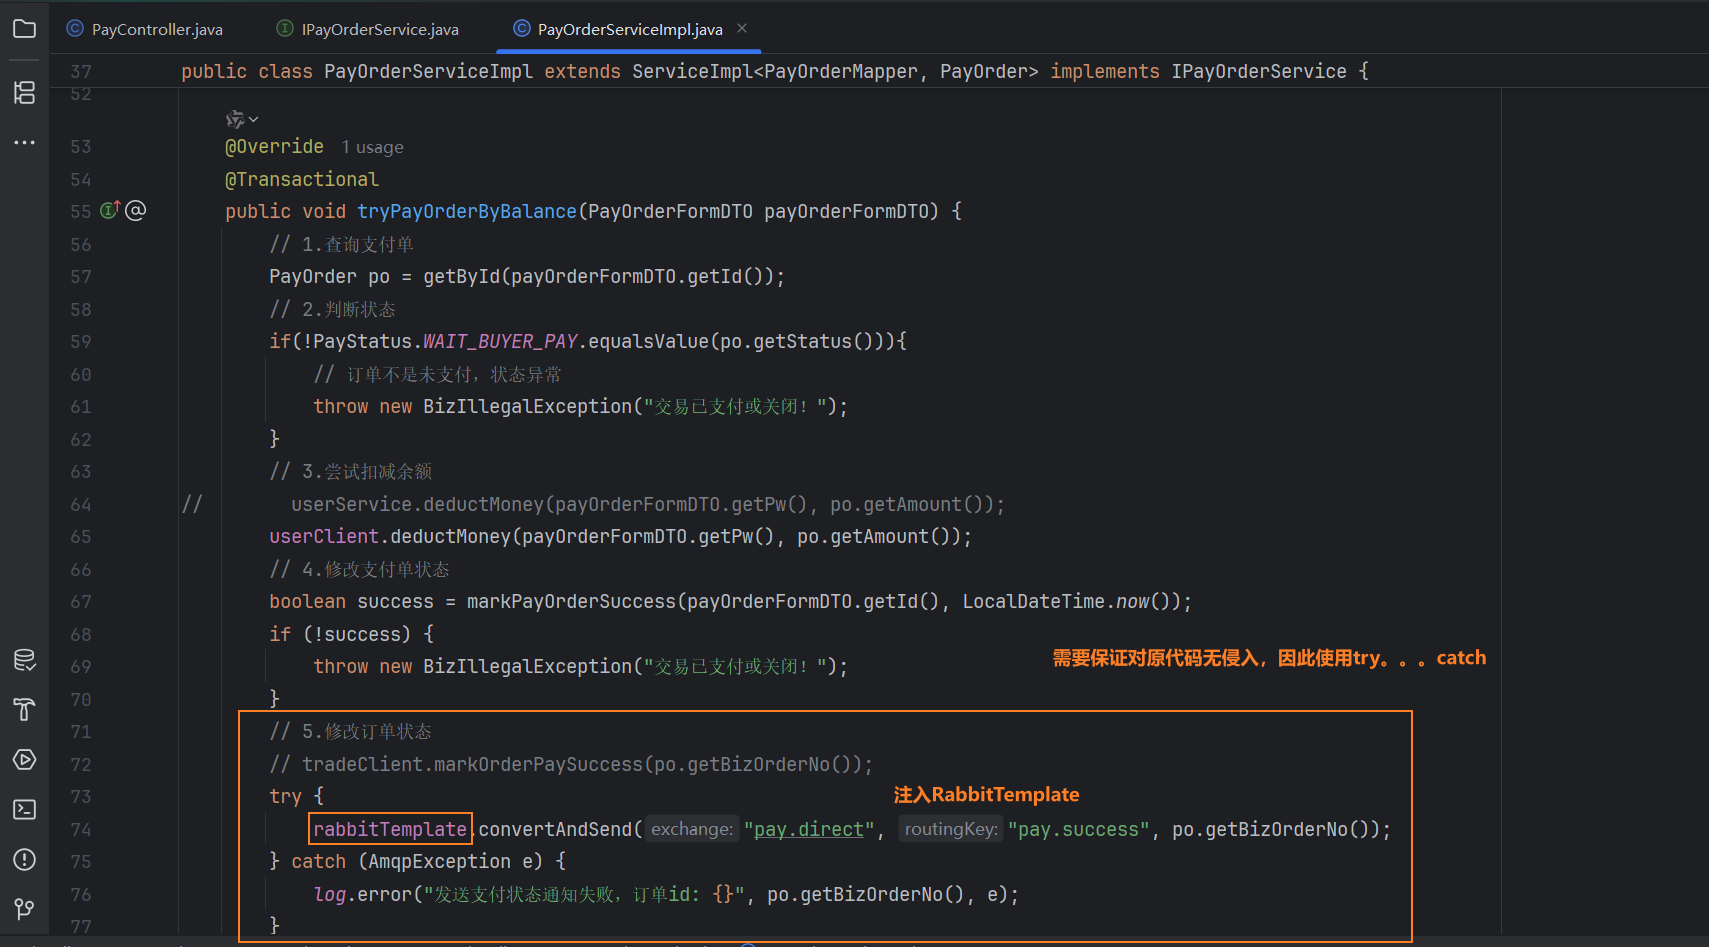 PayController.java IPayOrderService.java PayOrderServiceImpl.java
37 public class PayOrderServiceImpl extends ServiceImpl<PayOrderMapper, PayOrder> implements IPayOrderService {
52
53 @Override 1 usage
54 @Transactional
55 public void tryPayOrderByBalance(PayOrderFormDTO payOrderFormDTO) {
56 // 1.查询支付单
57 PayOrder po = getById(payOrderFormDTO.getId());
58 // 2.判断状态
59 if(!PayStatus.WAIT_BUYER_PAY.equalsValue(po.getStatus())){
60 // 订单不是未支付，状态异常
61 throw new BizIllegalException("交易已支付或关闭！");
62 }
63 // 3.尝试扣减余额
64 // userService.deductMoney(payOrderFormDTO.getPw(), po.getAmount());
65 userClient.deductMoney(payOrderFormDTO.getPw(), po.getAmount());
66 // 4.修改支付单状态
67 boolean success = markPayOrderSuccess(payOrderFormDTO.getId(), LocalDateTime.now());
68 if (!success) {
需要保证对原代码无侵入，因此使用try。。。catch
69 throw new BizIllegalException("交易已支付或关闭！");
70 }
71 // 5.修改订单状态
72 // tradeClient.markOrderPaySuccess(po.getBizOrderNo());
73 try {
注入RabbitTemplate
74 rabbitTemplate.convertAndSend( exchange: "pay.direct", routingKey: "pay.success", po.getBizOrderNo());
75 } catch (AmqpException e) {
76 log.error("发送支付状态通知失败，订单id: {}", po.getBizOrderNo(), e);
77 }